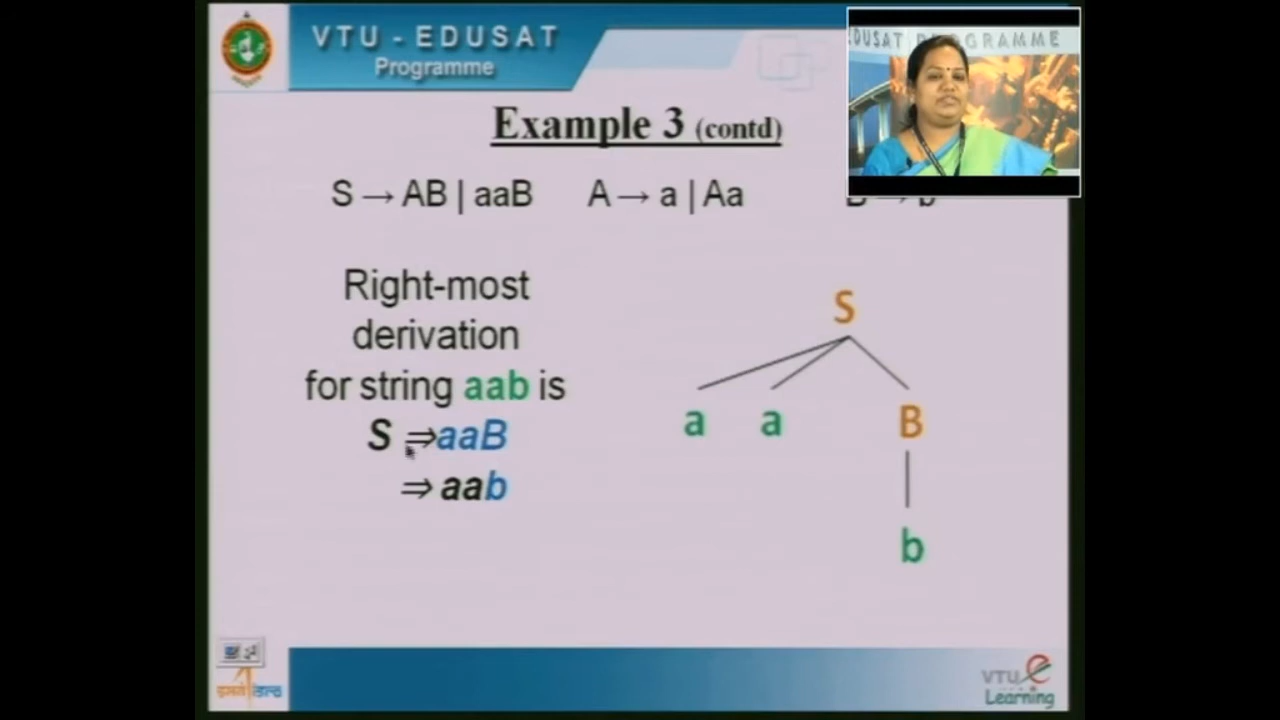 VTU - EDUSAT
Programme
EDUSAT PROGRAMME
Example 3 (contd)
S → AB | aaB A → a | Aa B → b
Right-most
derivation
for string aab is
S ⇒aaB
⇒ aab
S
a a B
b
VTU e
Learning